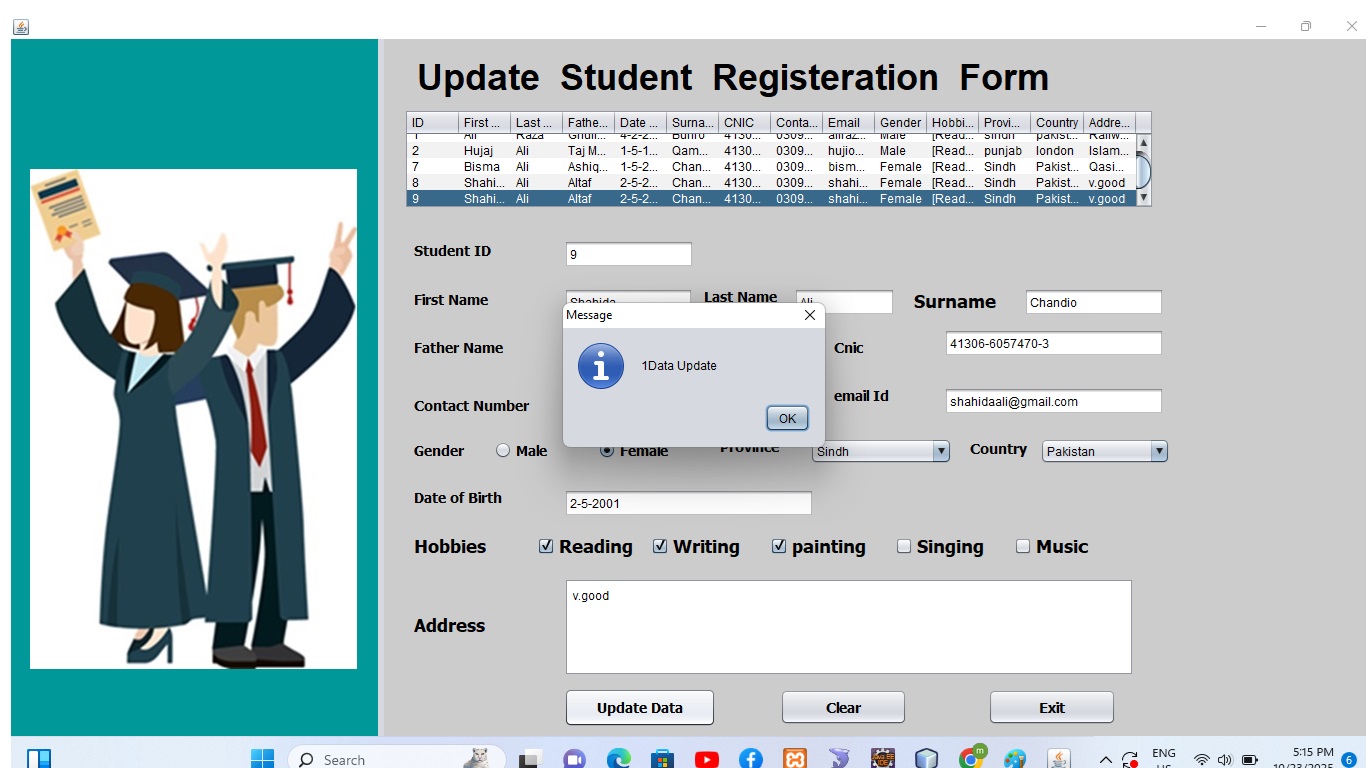 Update Student Registeration Form
ID First ... Last ... Fathe... Date ... Surna... CNIC Conta... Email Gender Hobbi... Provi... Country Addre...
1 Ali Raza 4-2-2... 4130... 0309... Male [Read... sindh pakist...
2 Hujaj Ali Taj M... 1-5-1... Qam... 4130... 0309... hujio... Male [Read... punjab london Islam...
7 Bisma Ali Ashiq... 1-5-2... Chan... 4130... 0309... bism... Female [Read... Sindh Pakist... Qasi...
8 Shahi... Ali Altaf 2-5-2... Chan... 4130... 0309... shahi... Female [Read... Sindh Pakist... v.good
9 Shahi... Ali Altaf 2-5-2... Chan... 4130... 0309... shahi... Female [Read... Sindh Pakist... v.good
Student ID 9
First Name Shahida Last Name Ali Surname Chandio
Message
Father Name Cnic 41306-6057470-3
1Data Update
Contact Number email Id shahidaali@gmail.com
OK
Gender Male Female Province Sindh Country Pakistan
Date of Birth 2-5-2001
Hobbies Reading Writing painting Singing Music
Address v.good
Update Data Clear Exit
Search ENG 5:15 PM
US 10/23/2025 6